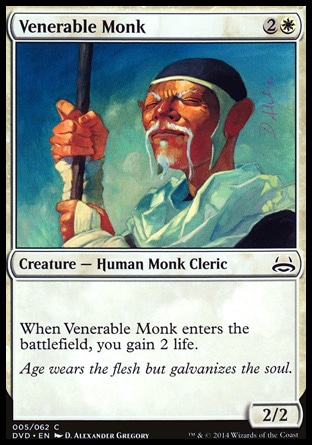 Venerable Monk 2
Creature — Human Monk Cleric
When Venerable Monk enters the
battlefield, you gain 2 life.
Age wears the flesh but galvanizes the soul.
2/2
005/062 C
DVD • EN D. Alexander Gregory ™ & © 2014 Wizards of the Coast